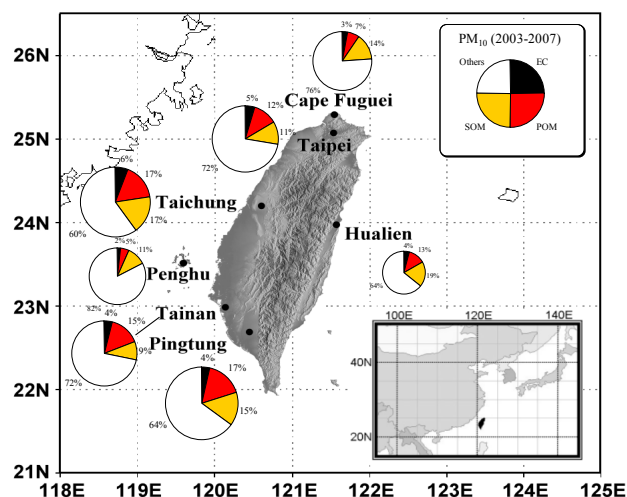 26N
25N
24N
23N
22N
21N
118E 119E 120E 121E 122E 123E 124E 125E
PM10 (2003-2007)
Others EC
SOM POM
3% 7%
14%
76%
Cape Fuguei
5%
12%
11%
72%
Taipei
6%
17%
17%
60%
Taichung
2% 5%
11%
82%
Penghu
4%
13%
19%
64%
Hualien
4%
15%
9%
72%
Tainan
4%
17%
15%
64%
Pingtung
100E 120E 140E
40N
20N